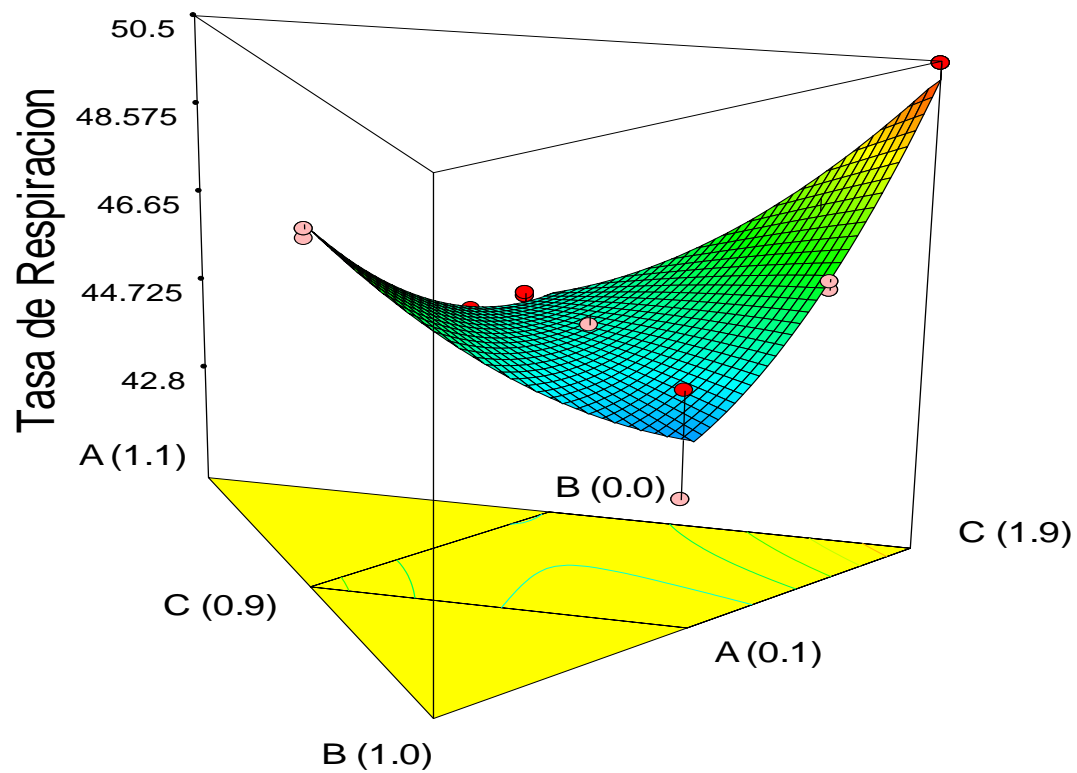 50.5
48.575
46.65
44.725
42.8
Tasa de Respiracion
A (1.1)
B (0.0)
C (1.9)
C (0.9)
A (0.1)
B (1.0)